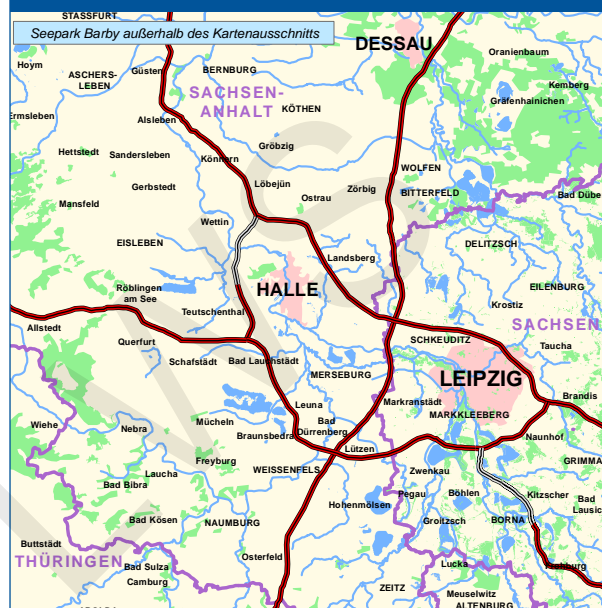 STASSFURT
Seepark Barby außerhalb des Kartenausschnitts
DESSAU
Oranienbaum
Hoym
Güsten
BERNBURG
ASCHERS-
LEBEN
Kemberg
SACHSEN-
ANHALT
KÖTHEN
Gräfenhainichen
Ermsleben
Alsleben
Gröbzig
Hettstedt
Sandersleben
Könnern
WOLFEN
Gerbstedt
Löbejün
Zörbig
BITTERFELD
Bad Dübe
Mansfeld
Ostrau
Wettin
EISLEBEN
DELITZSCH
Landsberg
Röblingen
am See
HALLE
EILENBURG
Krostiz
Teutschenthal
SACHSEN
Allstedt
Querfurt
SCHKEUDITZ
Taucha
Schafstädt
Bad Lauchstädt
MERSEBURG
LEIPZIG
Brandis
Leuna
Markranstädt
MARKKLEEBERG
Wiehe
Nebra
Mücheln
Bad
Dürrenberg
Braunsbedra
Naunhof
Lützen
Freyburg
WEISSENFELS
GRIMMA
Laucha
Zwenkau
Bad Bibra
Pegau
Böhlen
Kitzscher
Bad
Lausic
Hohenmölsen
Bad Kösen
NAUMBURG
Groitzsch
BORNA
Buttstädt
Osterfeld
THÜRINGEN
Bad Sulza
Lucka
Frohburg
Camburg
ZEITZ
Meuselwitz
ALTENBURG